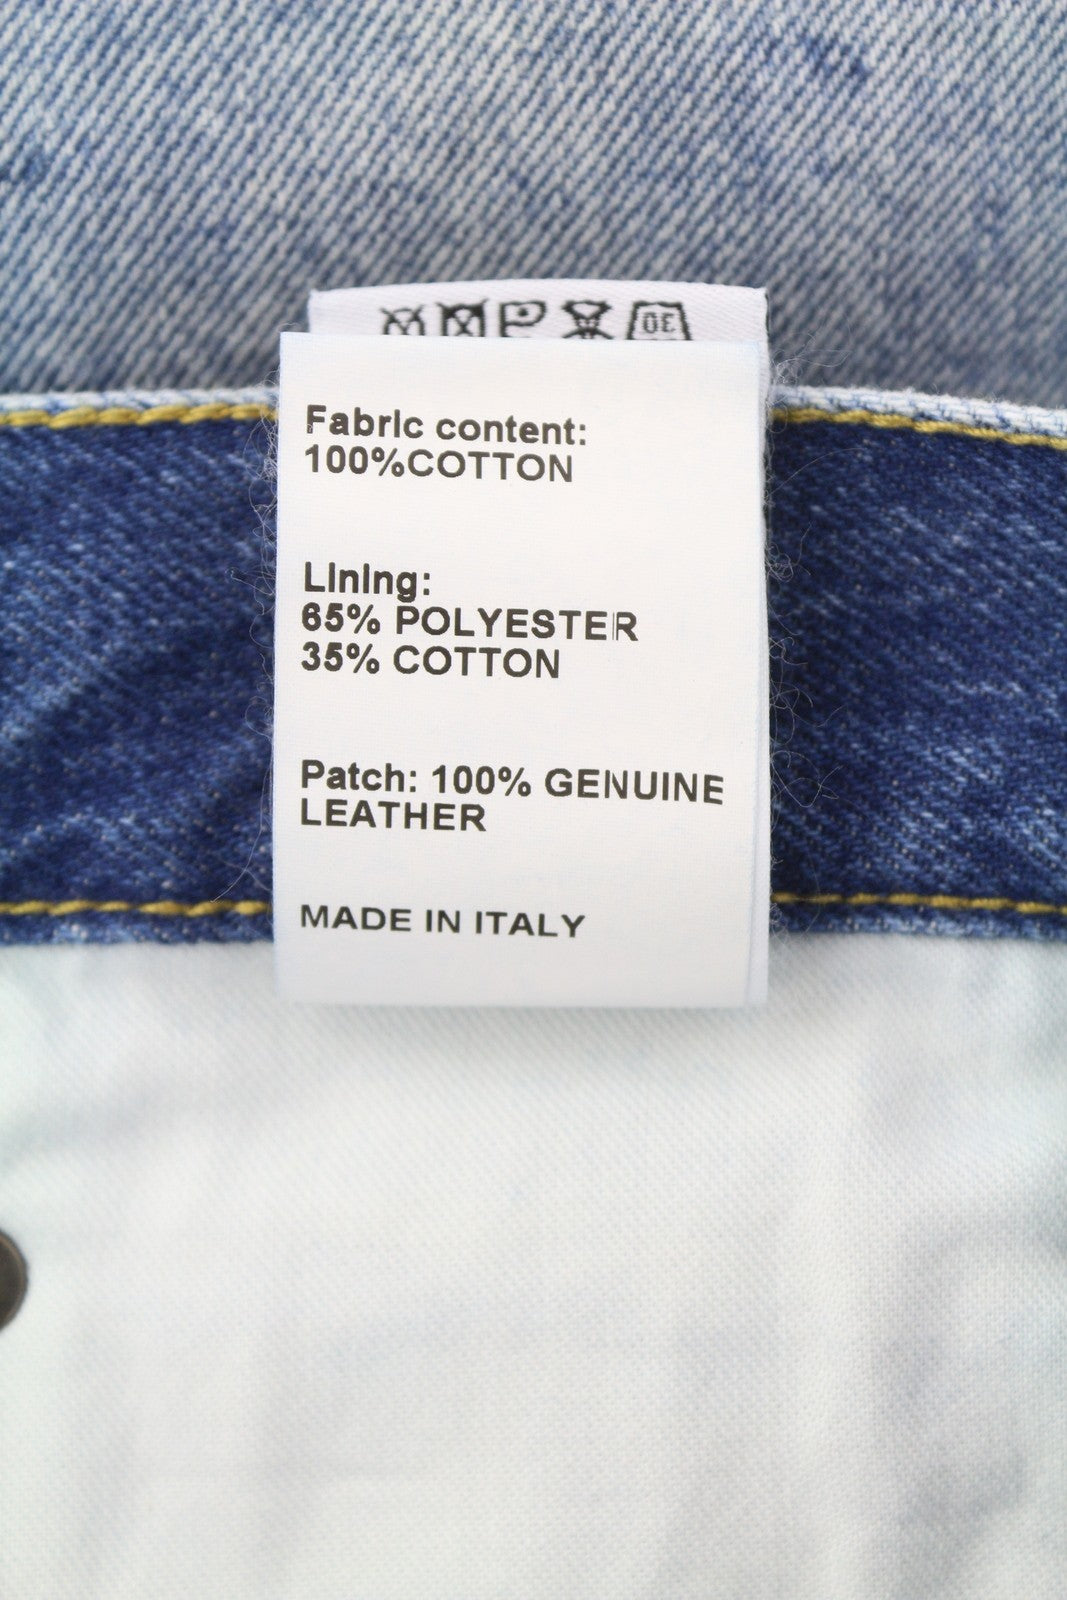 Fabric content:
100%COTTON
Lining:
65% POLYESTER
35% COTTON
Patch: 100% GENUINE
LEATHER
MADE IN ITALY